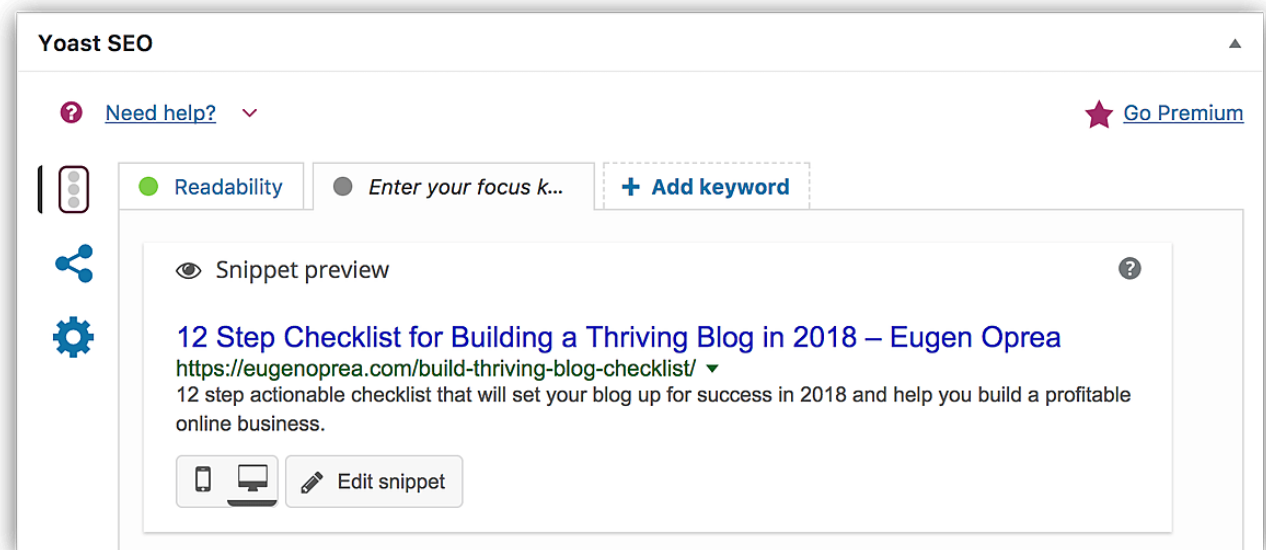 Yoast SEO
Need help?
Go Premium
Readability
Enter your focus k...
+ Add keyword
Snippet preview
12 Step Checklist for Building a Thriving Blog in 2018 – Eugen Oprea
https://eugenoprea.com/build-thriving-blog-checklist/
12 step actionable checklist that will set your blog up for success in 2018 and help you build a profitable
online business.
Edit snippet